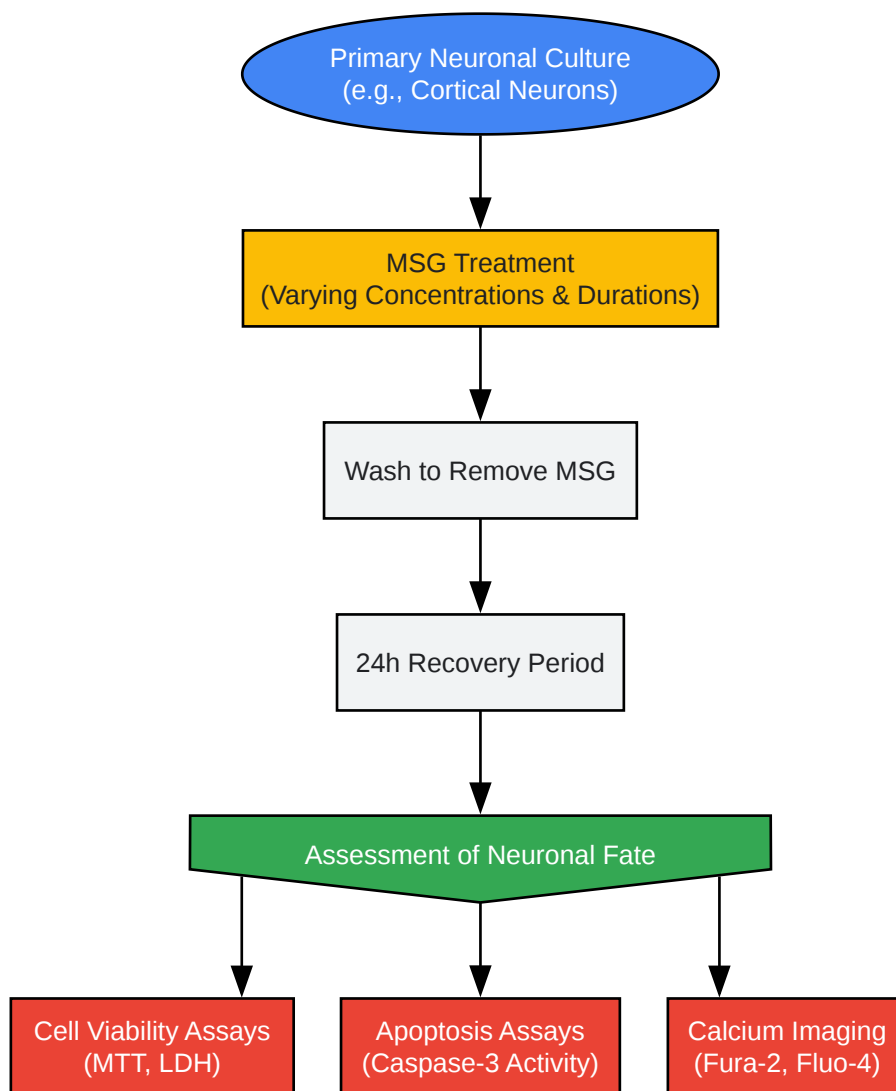 Primary Neuronal Culture
(e.g., Cortical Neurons)
MSG Treatment
(Varying Concentrations & Durations)
Wash to Remove MSG
24h Recovery Period
Assessment of Neuronal Fate
Cell Viability Assays
(MTT, LDH)
Apoptosis Assays
(Caspase-3 Activity)
Calcium Imaging
(Fura-2, Fluo-4)